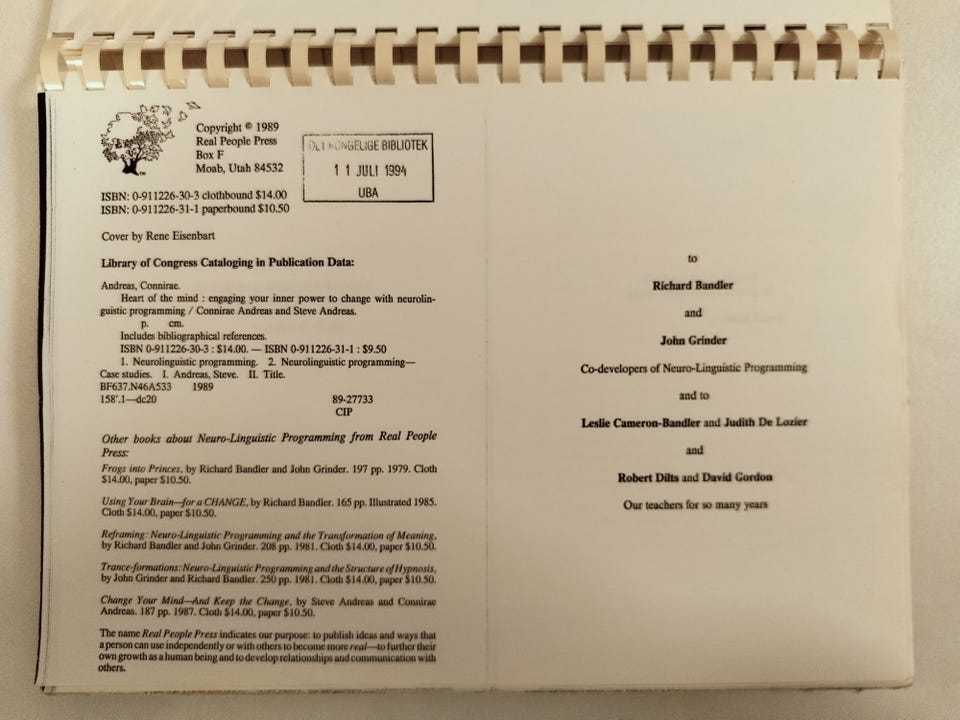 Copyright © 1989
Real People Press
Box F
Moab, Utah 84532
DET KONGELIGE BIBLIOTEK
11 JULI 1994
UBA
ISBN: 0-911226-30-3 clothbound $14.00
ISBN: 0-911226-31-1 paperbound $10.50
Cover by Rene Eisenbart
Library of Congress Cataloging in Publication Data:
Andreas, Connirae.
Heart of the mind : engaging your inner power to change with neurolin-
guistic programming / Connirae Andreas and Steve Andreas.
p. cm.
Includes bibliographical references.
ISBN 0-911226-30-3 : $14.00. — ISBN 0-911226-31-1 : $9.50
1. Neurolinguistic programming. 2. Neurolinguistic programming—
Case studies. I. Andreas, Steve. II. Title.
BF637.N46A533 1989
158'.1—dc20 89-27733
CIP
Other books about Neuro-Linguistic Programming from Real People
Press:
Frogs into Princes, by Richard Bandler and John Grinder. 197 pp. 1979. Cloth
$14.00, paper $10.50.
Using Your Brain—for a CHANGE, by Richard Bandler. 165 pp. Illustrated 1985.
Cloth $14.00, paper $10.50.
Reframing: Neuro-Linguistic Programming and the Transformation of Meaning,
by Richard Bandler and John Grinder. 208 pp. 1981. Cloth $14.00, paper $10.50.
Trance-formations: Neuro-Linguistic Programming and the Structure of Hypnosis,
by John Grinder and Richard Bandler. 250 pp. 1981. Cloth $14.00, paper $10.50.
Change Your Mind—And Keep the Change, by Steve Andreas and Connirae
Andreas. 187 pp. 1987. Cloth $14.00, paper $10.50.
The name Real People Press indicates our purpose: to publish ideas and ways that
a person can use independently or with others to become more real—to further their
own growth as a human being and to develop relationships and communication with
others.
to
Richard Bandler
and
John Grinder
Co-developers of Neuro-Linguistic Programming
and to
Leslie Cameron-Bandler and Judith De Lozier
and
Robert Dilts and David Gordon
Our teachers for so many years